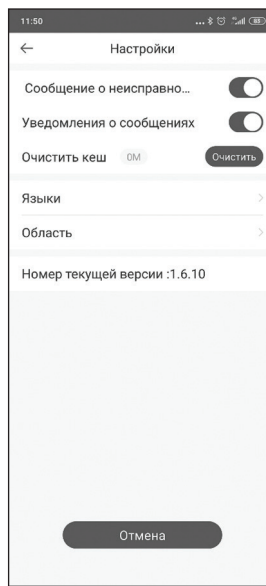 11:50
Настройки
Сообщение о неисправно...
Уведомления о сообщениях
Очистить кеш 0M Очистить
Языки
Область
Номер текущей версии :1.6.10
Отмена